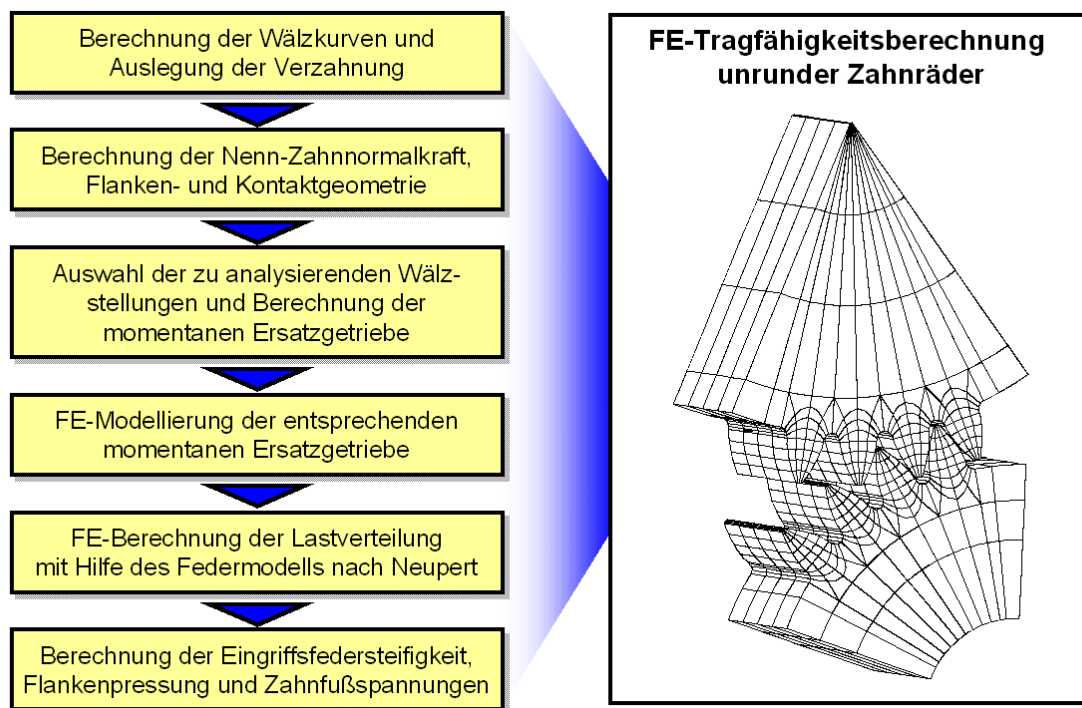 Berechnung der Wälzkurven und
Auslegung der Verzahnung
Berechnung der Nenn-Zahnnormalkraft,
Flanken- und Kontaktgeometrie
Auswahl der zu analysierenden Wälz-
stellungen und Berechnung der
momentanen Ersatzgetriebe
FE-Modellierung der entsprechenden
momentanen Ersatzgetriebe
FE-Berechnung der Lastverteilung
mit Hilfe des Federmodells nach Neupert
Berechnung der Eingriffsfedersteifigkeit,
Flankenpressung und Zahnfußspannungen
FE-Tragfähigkeitsberechnung
unrunder Zahnräder